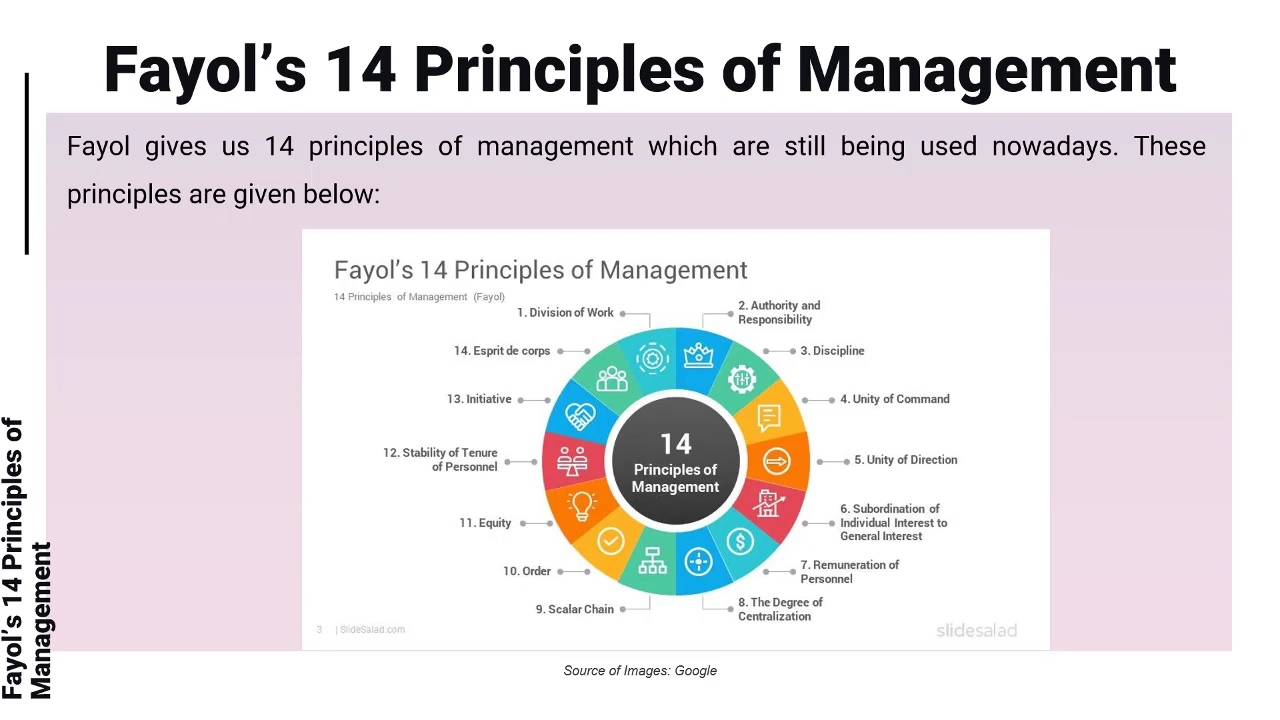 Fayol’s 14 Principles of Management
Fayol gives us 14 principles of management which are still being used nowadays. These
principles are given below:
Fayol’s 14 Principles of Management
14 Principles of Management (Fayol)
1. Division of Work
2. Authority and
Responsibility
3. Discipline
4. Unity of Command
5. Unity of Direction
6. Subordination of
Individual Interest to
General Interest
7. Remuneration of
Personnel
8. The Degree of
Centralization
9. Scalar Chain
10. Order
11. Equity
12. Stability of Tenure
of Personnel
13. Initiative
14. Esprit de corps
14
Principles of
Management
3 | SlideSalad.com
slidesalad
Source of Images: Google
Fayol’s 14 Principles of
Management